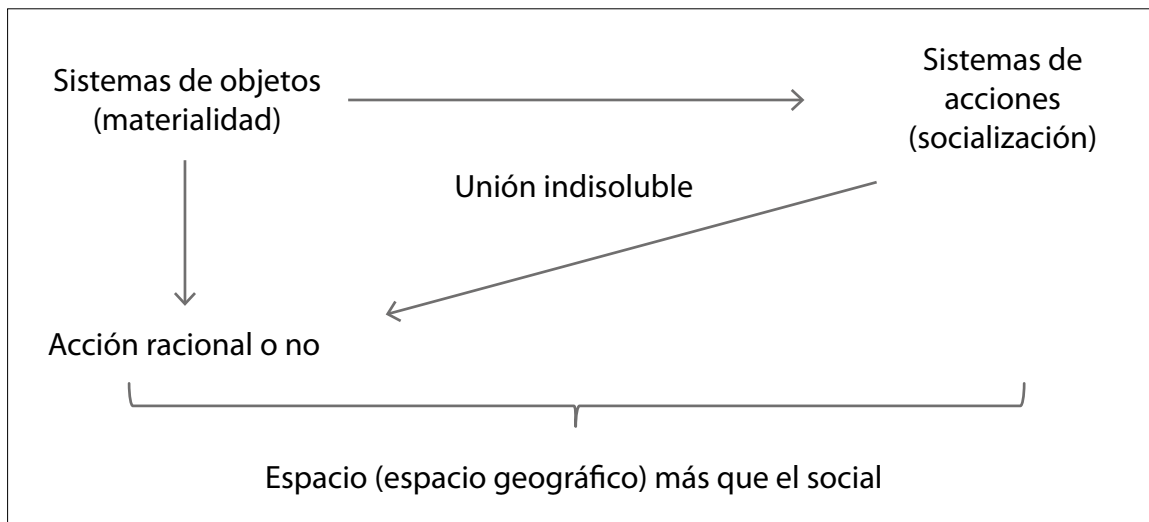 Sistemas de objetos
(materialidad)
Sistemas de
acciones
(socialización)
Unión indisoluble
Acción racional o no
Espacio (espacio geográfico) más que el social